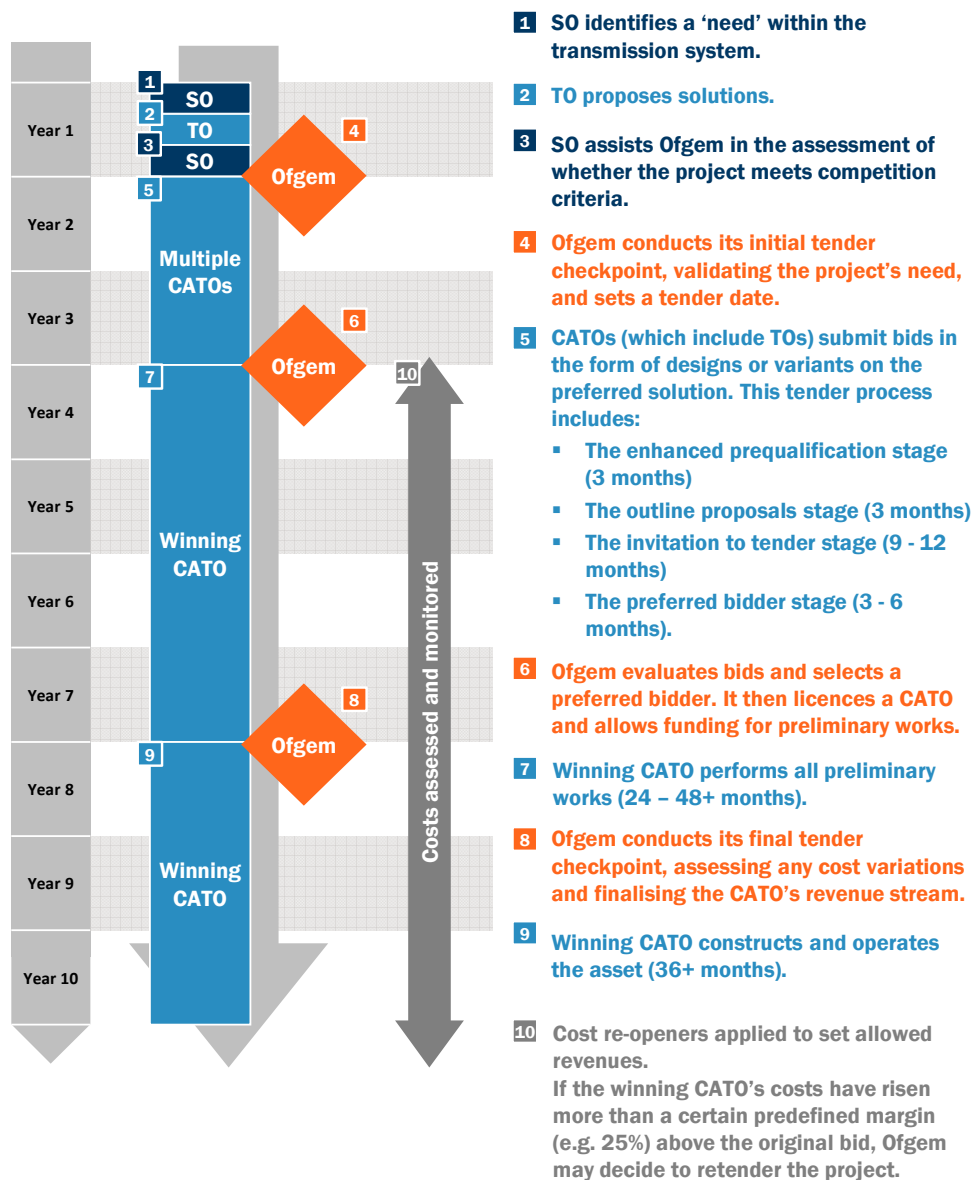 1
SO
2
TO
3
SO
4
Ofgem
5
Multiple
CATOs
6
Ofgem
7
10
Winning
CATO
8
Ofgem
9
Winning
CATO
Costs assessed and monitored
Year 1
Year 2
Year 3
Year 4
Year 5
Year 6
Year 7
Year 8
Year 9
Year 10
1 SO identifies a ‘need’ within the
transmission system.
2 TO proposes solutions.
3 SO assists Ofgem in the assessment of
whether the project meets competition
criteria.
4 Ofgem conducts its initial tender
checkpoint, validating the project’s need,
and sets a tender date.
5 CATOs (which include TOs) submit bids in
the form of designs or variants on the
preferred solution. This tender process
includes:
▪ The enhanced prequalification stage
(3 months)
▪ The outline proposals stage (3 months)
▪ The invitation to tender stage (9 - 12
months)
▪ The preferred bidder stage (3 - 6
months).
6 Ofgem evaluates bids and selects a
preferred bidder. It then licences a CATO
and allows funding for preliminary works.
7 Winning CATO performs all preliminary
works (24 – 48+ months).
8 Ofgem conducts its final tender
checkpoint, assessing any cost variations
and finalising the CATO’s revenue stream.
9 Winning CATO constructs and operates
the asset (36+ months).
10 Cost re-openers applied to set allowed
revenues.
If the winning CATO’s costs have risen
more than a certain predefined margin
(e.g. 25%) above the original bid, Ofgem
may decide to retender the project.